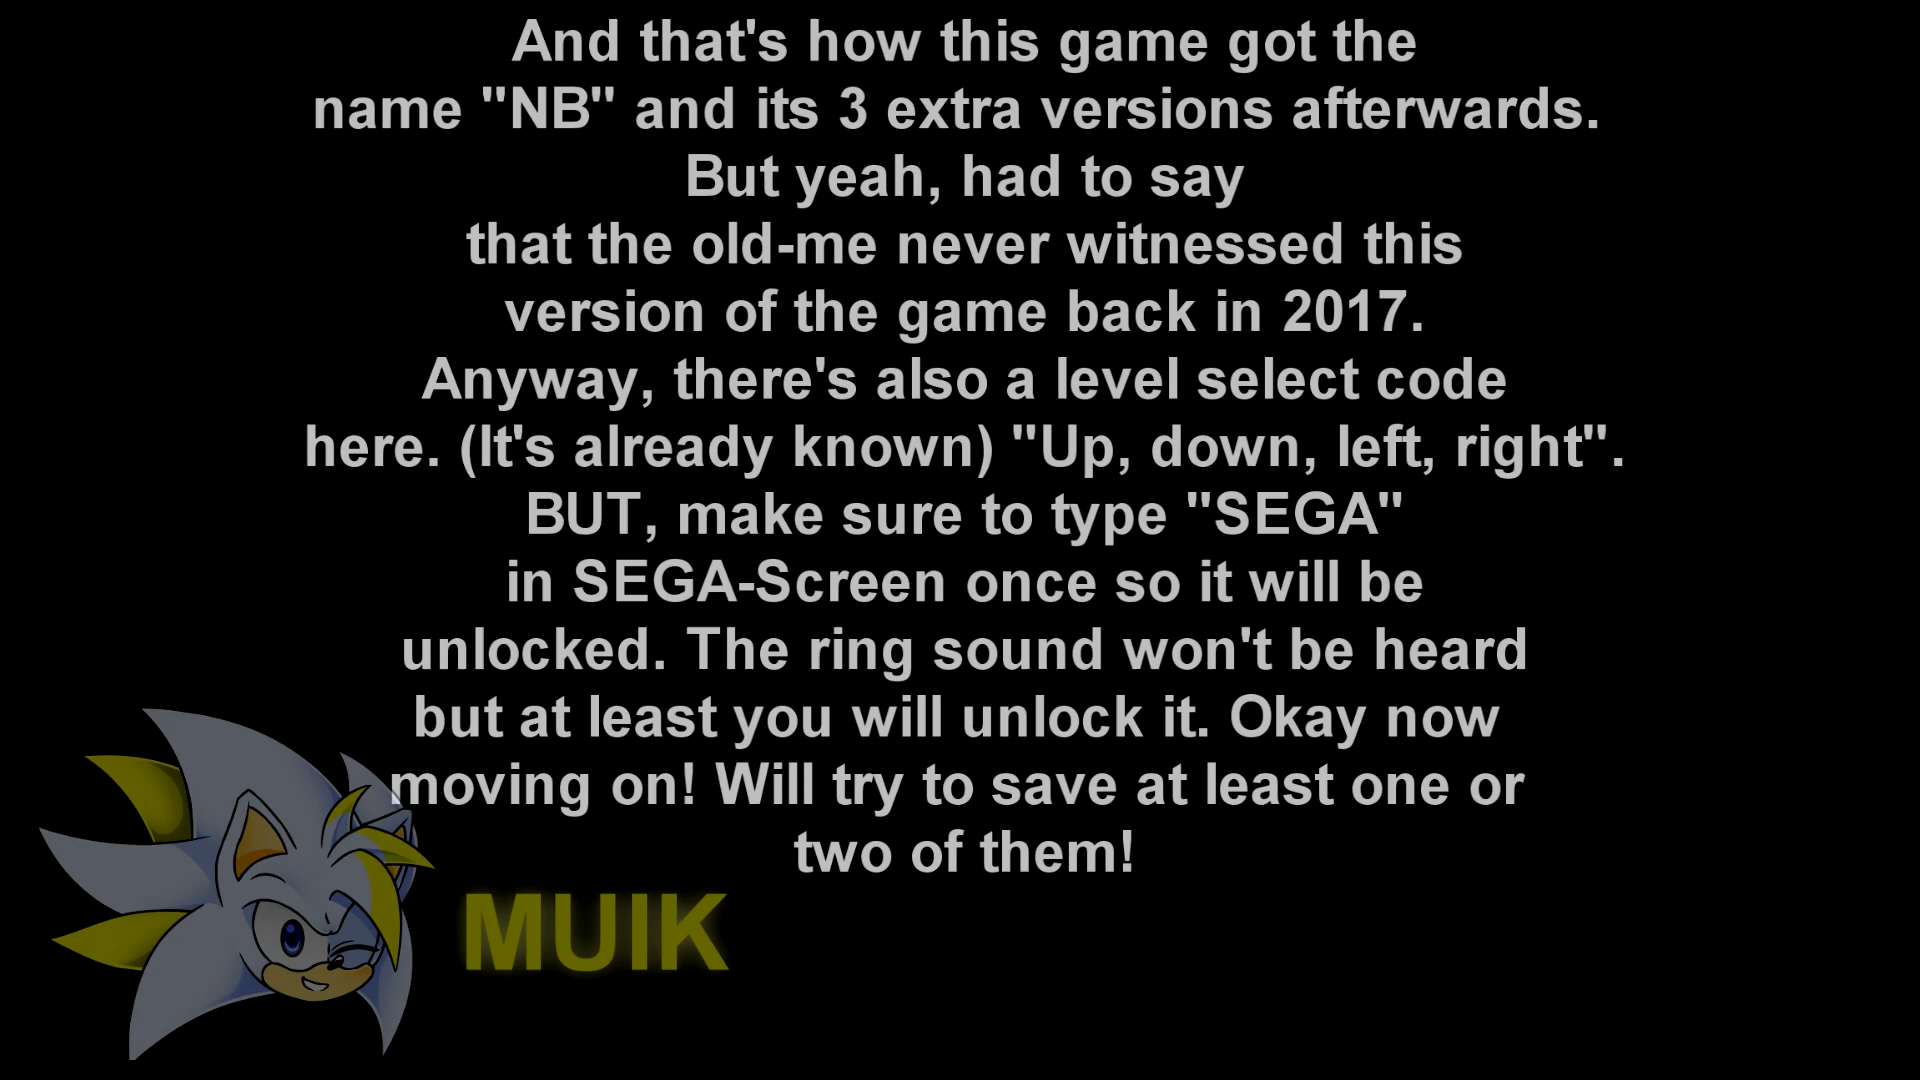 And that's how this game got the
name "NB" and its 3 extra versions afterwards.
But yeah, had to say
that the old-me never witnessed this
version of the game back in 2017.
Anyway, there's also a level select code
here. (It's already known) "Up, down, left, right".
BUT, make sure to type "SEGA"
in SEGA-Screen once so it will be
unlocked. The ring sound won't be heard
but at least you will unlock it. Okay now
moving on! Will try to save at least one or
two of them!
MUIK